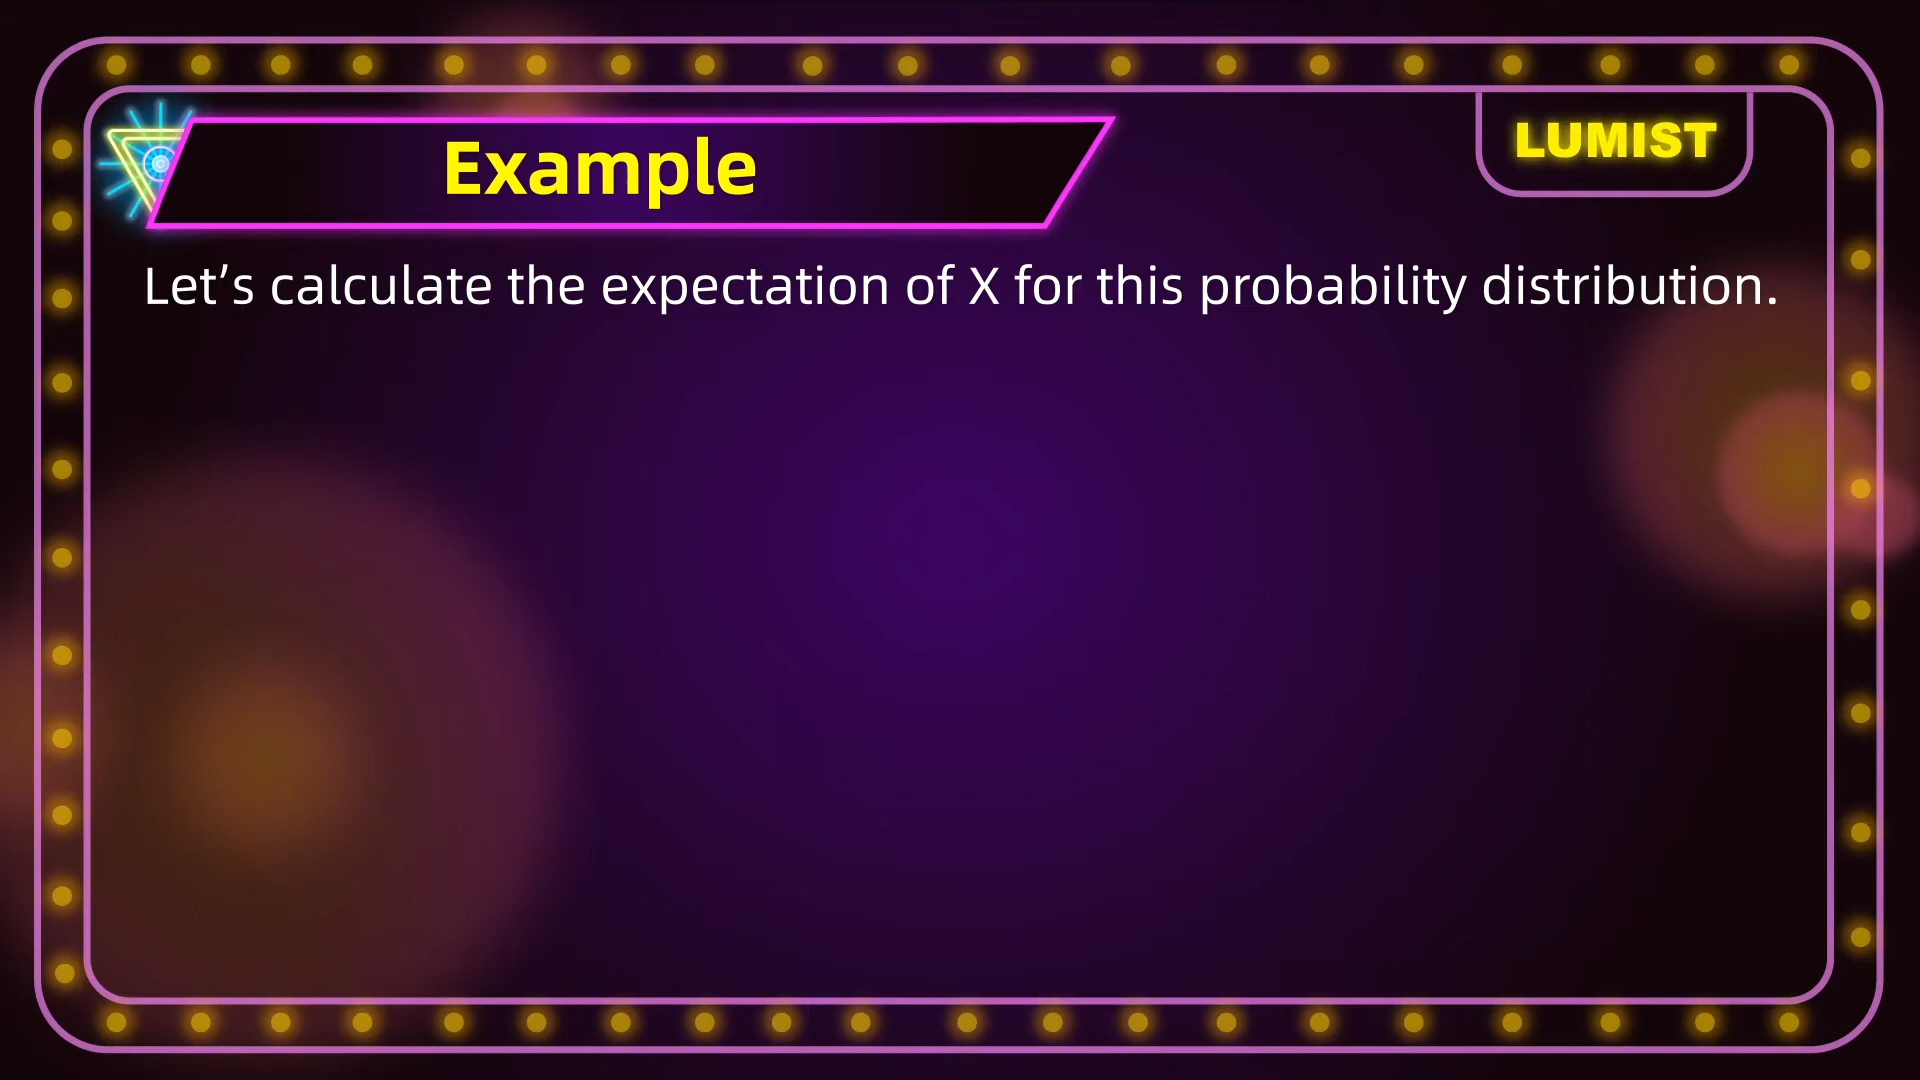 Example
LUMIST
Let’s calculate the expectation of X for this probability distribution.